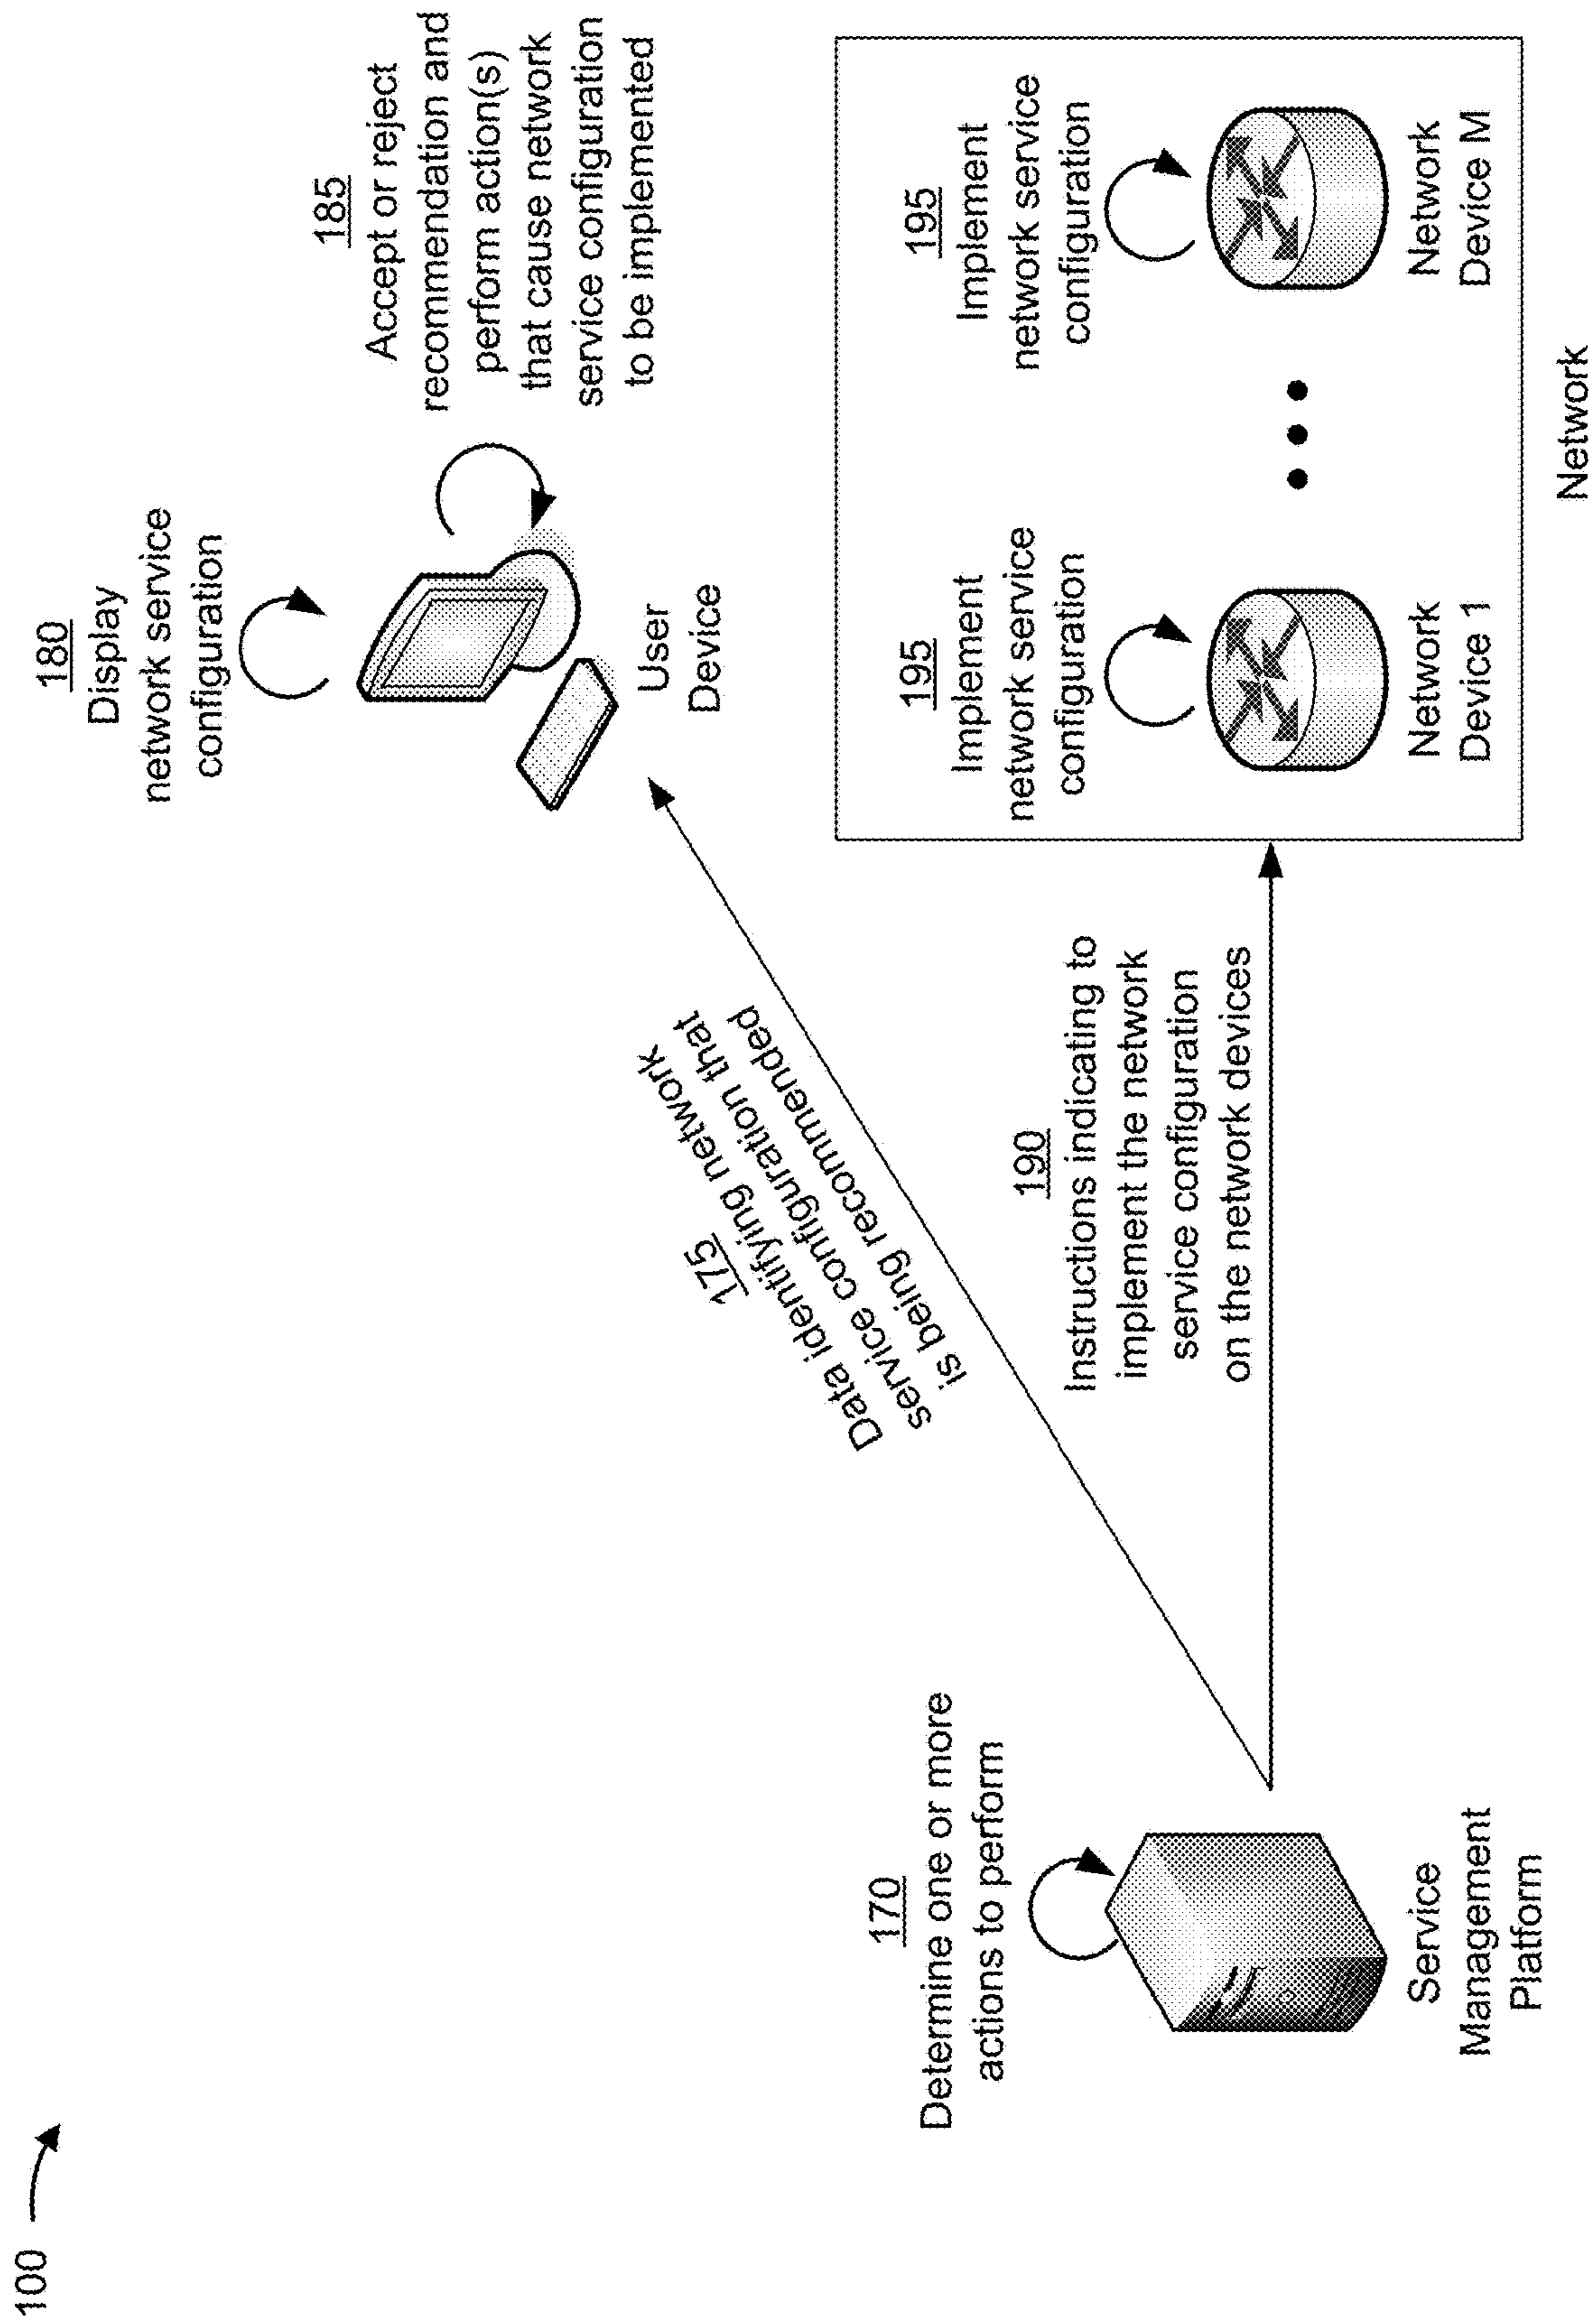 100
170
Determine one or more
actions to perform
Service
Management
Platform
175
Data identifying network
service configuration that
is being recommended
180
Display
network service
configuration
User
Device
185
Accept or reject
recommendation and
perform action(s)
that cause network
service configuration
to be implemented
190
Instructions indicating to
implement the network
service configuration
on the network devices
195
Implement
network service
configuration
Network
Device 1
195
Implement
network service
configuration
Network
Device M
Network